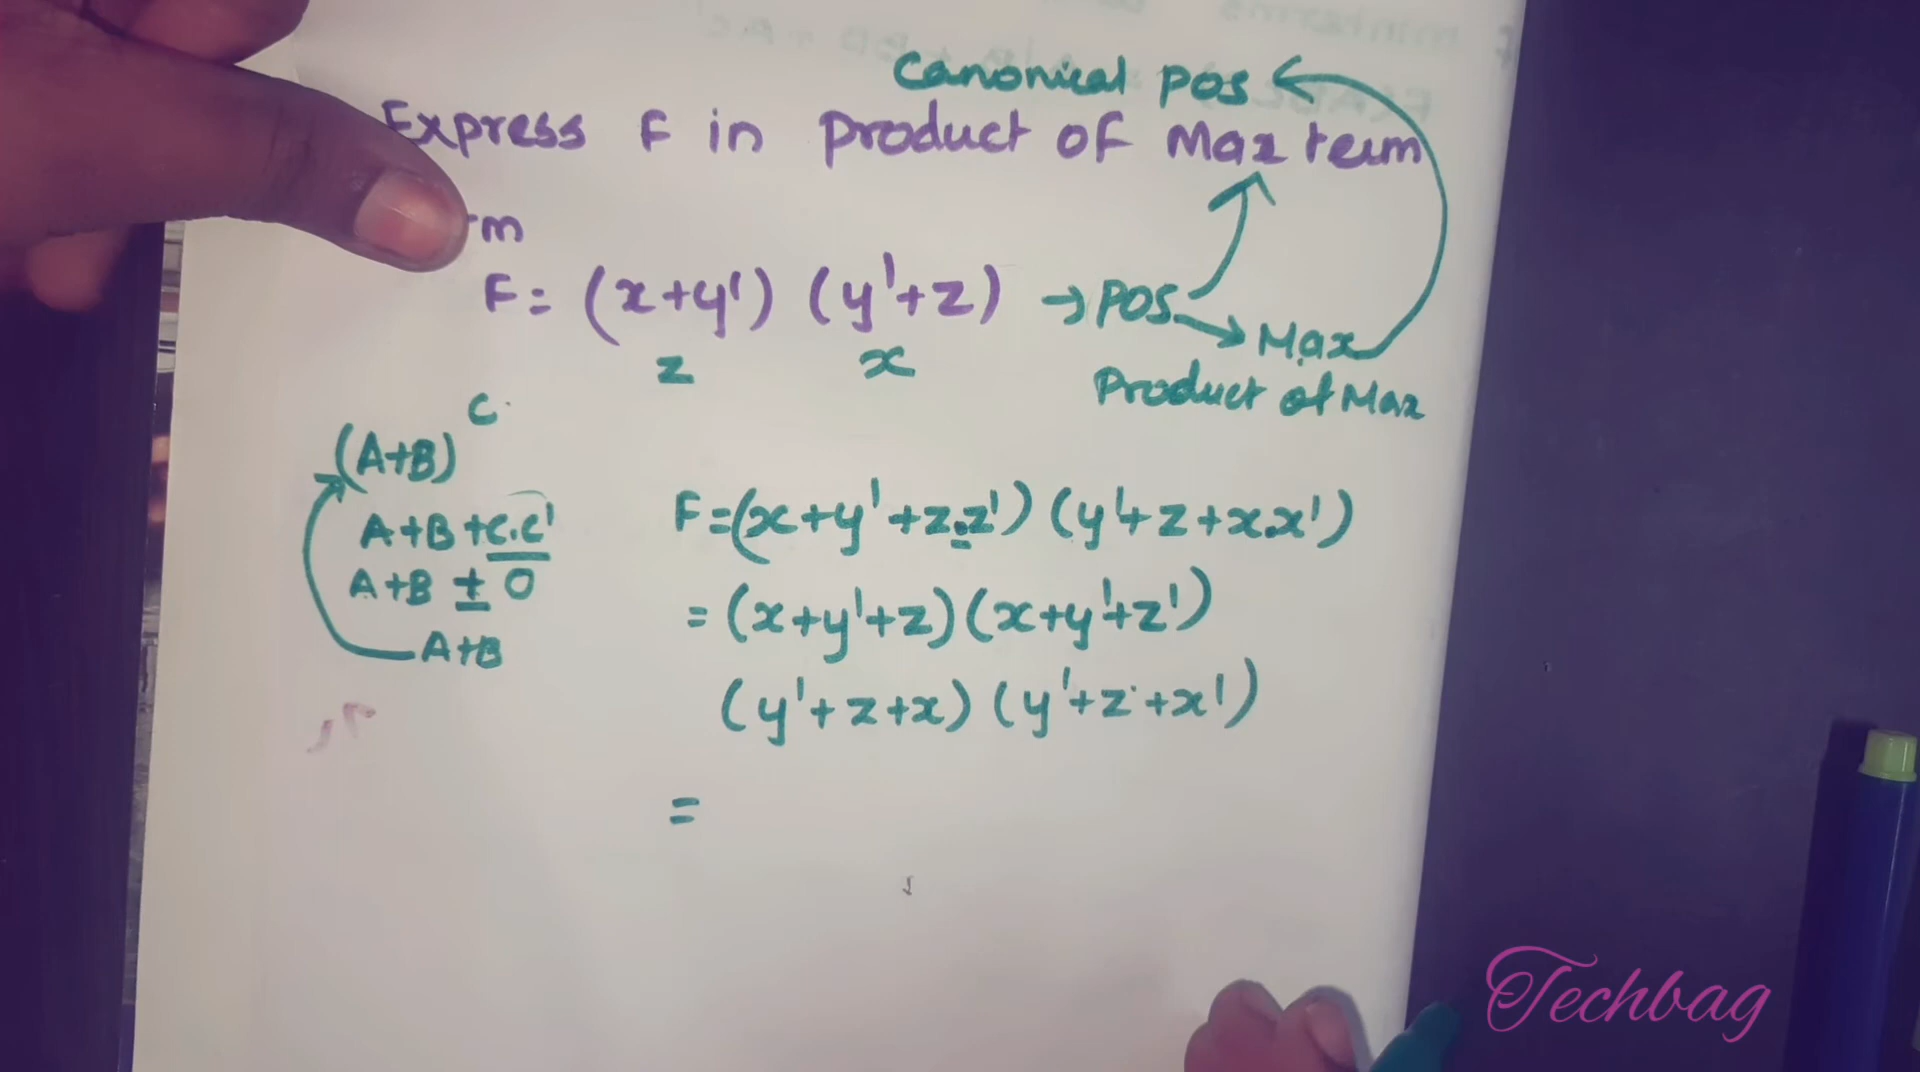 Canonical POS
Express F in product of Max term
F = (x+y') (y'+z) → POS → Max
z x
Product of Max
C
(A+B)
A+B+C.C'
A+B + 0
A+B
F=(x+y'+z.z') (y'+z+x.x')
=(x+y'+z)(x+y'+z')
(y'+z+x)(y'+z+x')
=
Techbag